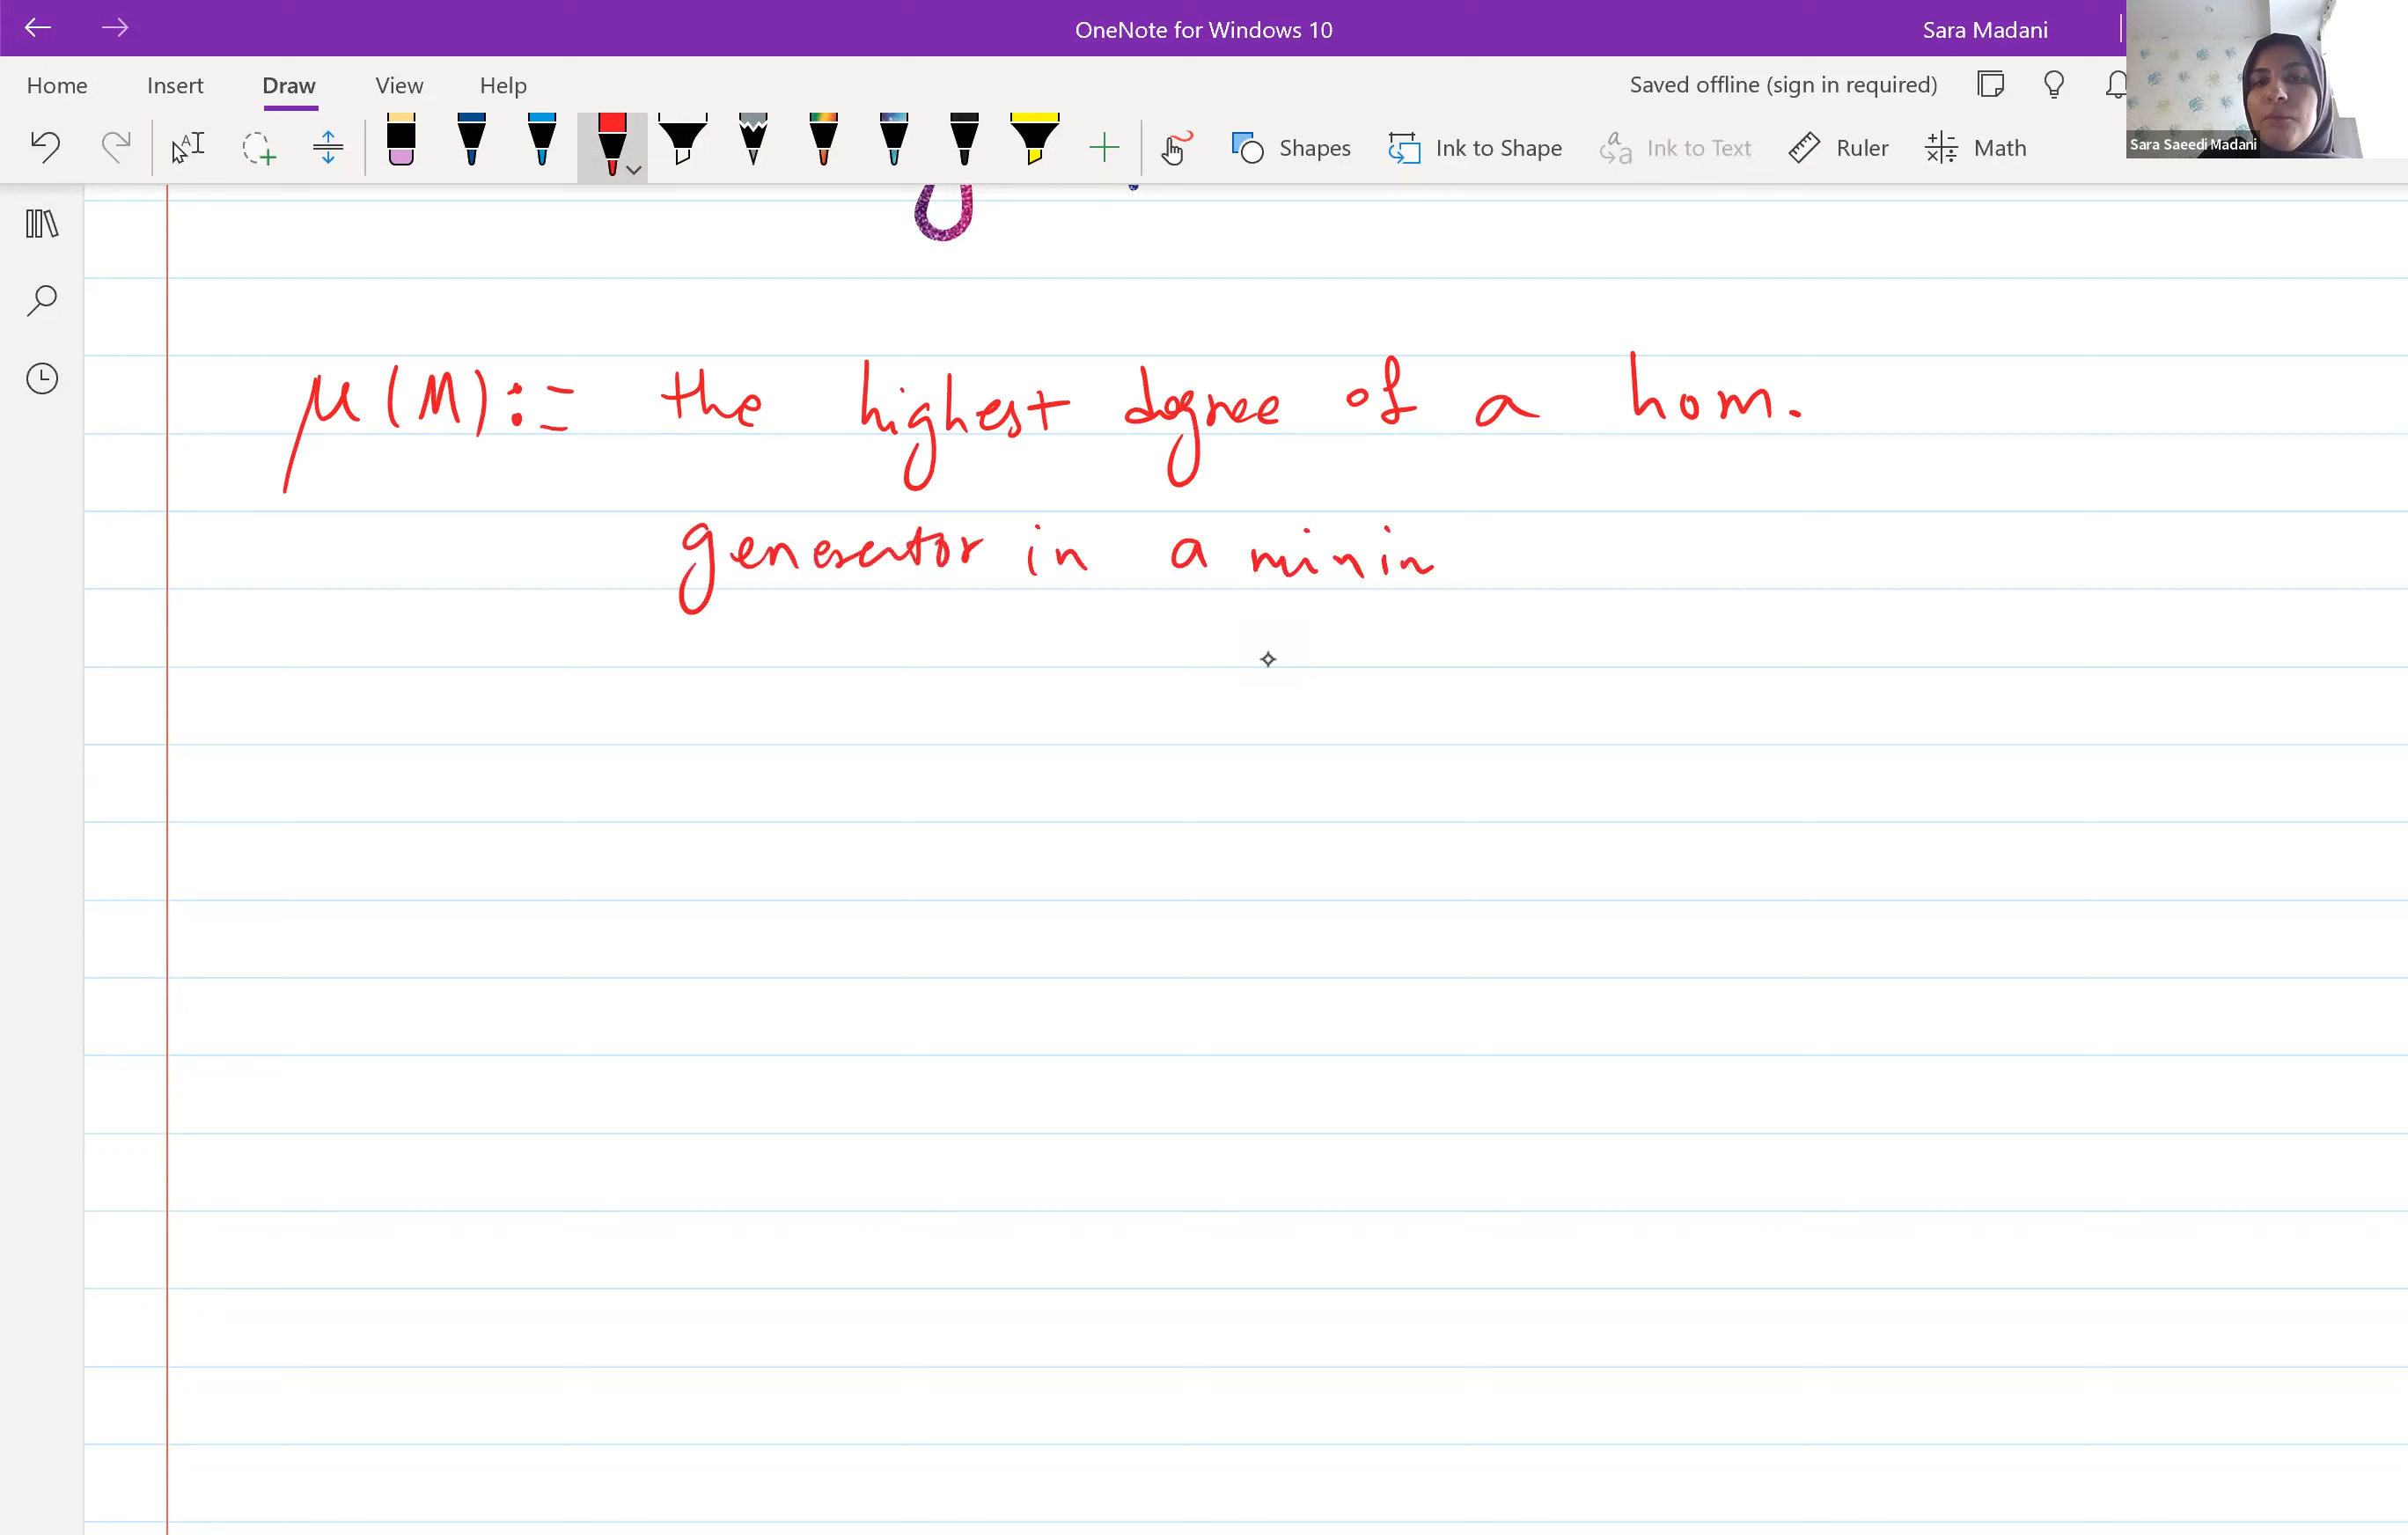 OneNote for Windows 10
Sara Madani
Home Insert Draw View Help
Saved offline (sign in required)
Shapes Ink to Shape Ink to Text Ruler Math
Sara Saeedi Madani
μ(M):= the highest degree of a hom.
generator in a minin